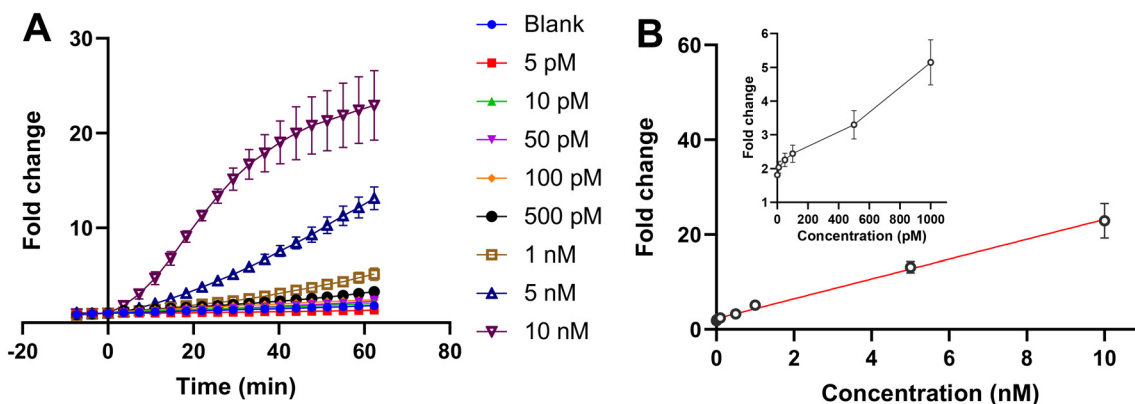 A
Fold change
30
20
10
-20
0
20
40
60
80
Time (min)
Blank
5 pM
10 pM
50 pM
100 pM
500 pM
1 nM
5 nM
10 nM
B
Fold change
60
40
20
0
0
2
4
6
8
10
Concentration (nM)
Fold change
6
5
4
3
2
1
0
200
400
600
800
1000
Concentration (pM)